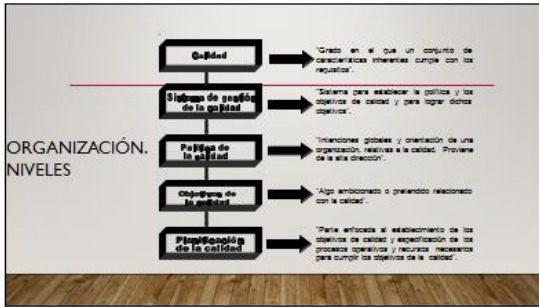 ORGANIZACIÓN.
NIVELES
Calidad
"Grado en el que un conjunto de
características inherentes cumple con los
requisitos".
Sistema de gestión
de la calidad
"Sistema para establecer la política y los
objetivos de calidad y para lograr dichos
objetivos".
Política de
la calidad
"Intenciones globales y orientación de una
organización, relativas a la calidad. Proviene
de la alta dirección".
Objetivos de
la calidad
"Algo ambicionado o pretendido relacionado
con la calidad".
Planificación
de la calidad
"Parte enfocada al establecimiento de los
objetivos de calidad y especificación de los
procesos operativos y recursos necesarios
para cumplir los objetivos de la calidad".